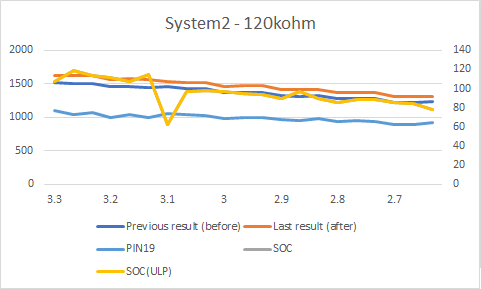 System2 - 120kohm
2000 140
120
1500
100
80
1000
60
500 40
20
0 0
3.3 3.2 3.1 3 2.9 2.8 2.7
Previous result (before) Last result (after)
PIN19 SOC
SOC(ULP)